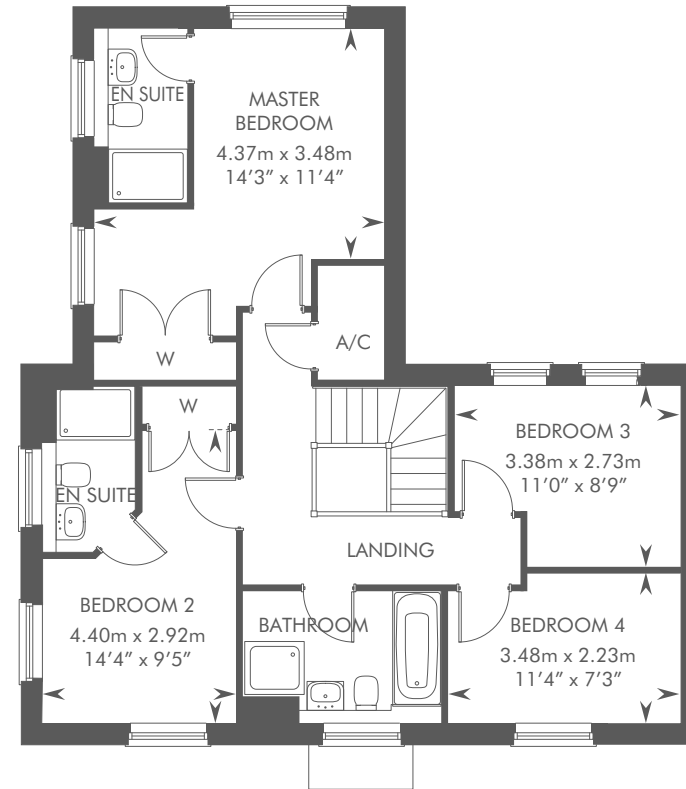 EN SUITE
MASTER
BEDROOM
4.37m x 3.48m
14’3” x 11’4”
A/C
W
W
BEDROOM 3
3.38m x 2.73m
11’0” x 8’9”
EN SUITE
LANDING
BEDROOM 2
4.40m x 2.92m
14’4” x 9’5”
BATHROOM
BEDROOM 4
3.48m x 2.23m
11’4” x 7’3”